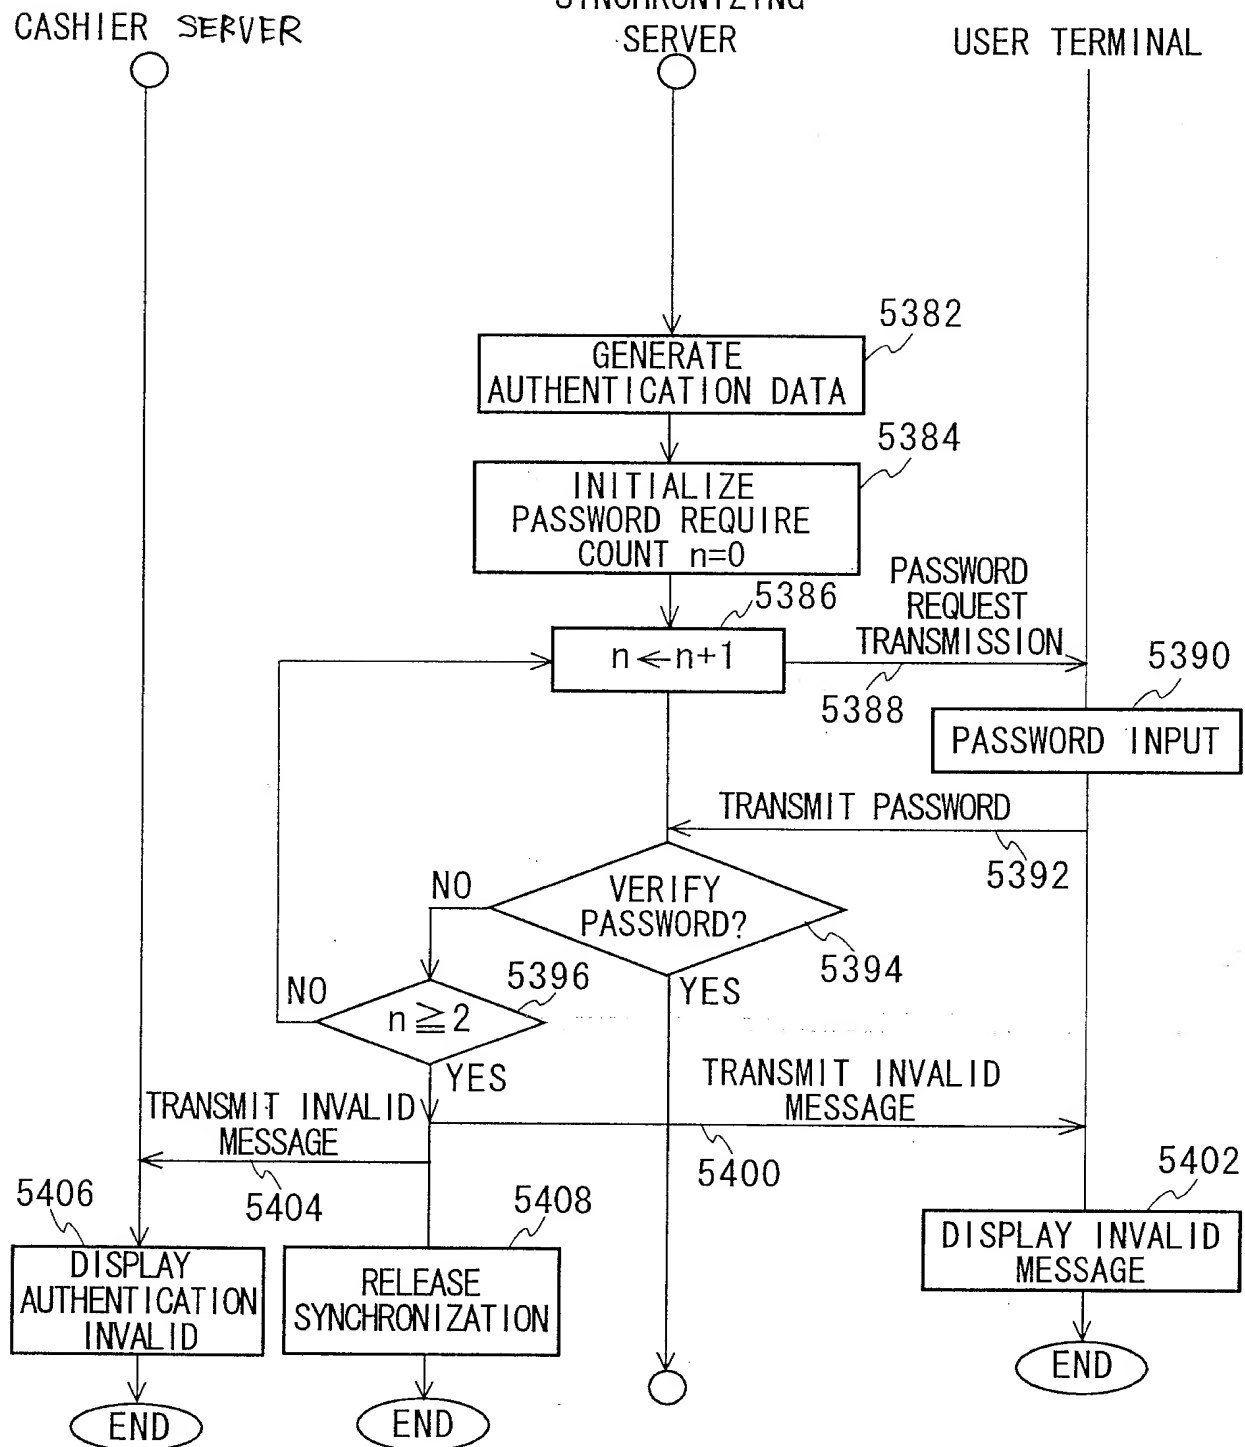 SYNCHRONIZING
CASHIER SERVER
SERVER
USER TERMINAL
5382
GENERATE
AUTHENTICATION DATA
5384
INITIALIZE
PASSWORD REQUIRE
COUNT n=0
5386
PASSWORD
REQUEST
TRANSMISSION
n←n+1
5388
5390
PASSWORD INPUT
TRANSMIT PASSWORD
5392
NO
VERIFY
PASSWORD?
5394
YES
NO
5396
n≧2
YES
TRANSMIT INVALID
MESSAGE
5400
TRANSMIT INVALID
MESSAGE
5404
5402
DISPLAY INVALID
MESSAGE
END
5406
DISPLAY
AUTHENTICATION
INVALID
END
5408
RELEASE
SYNCHRONIZATION
END